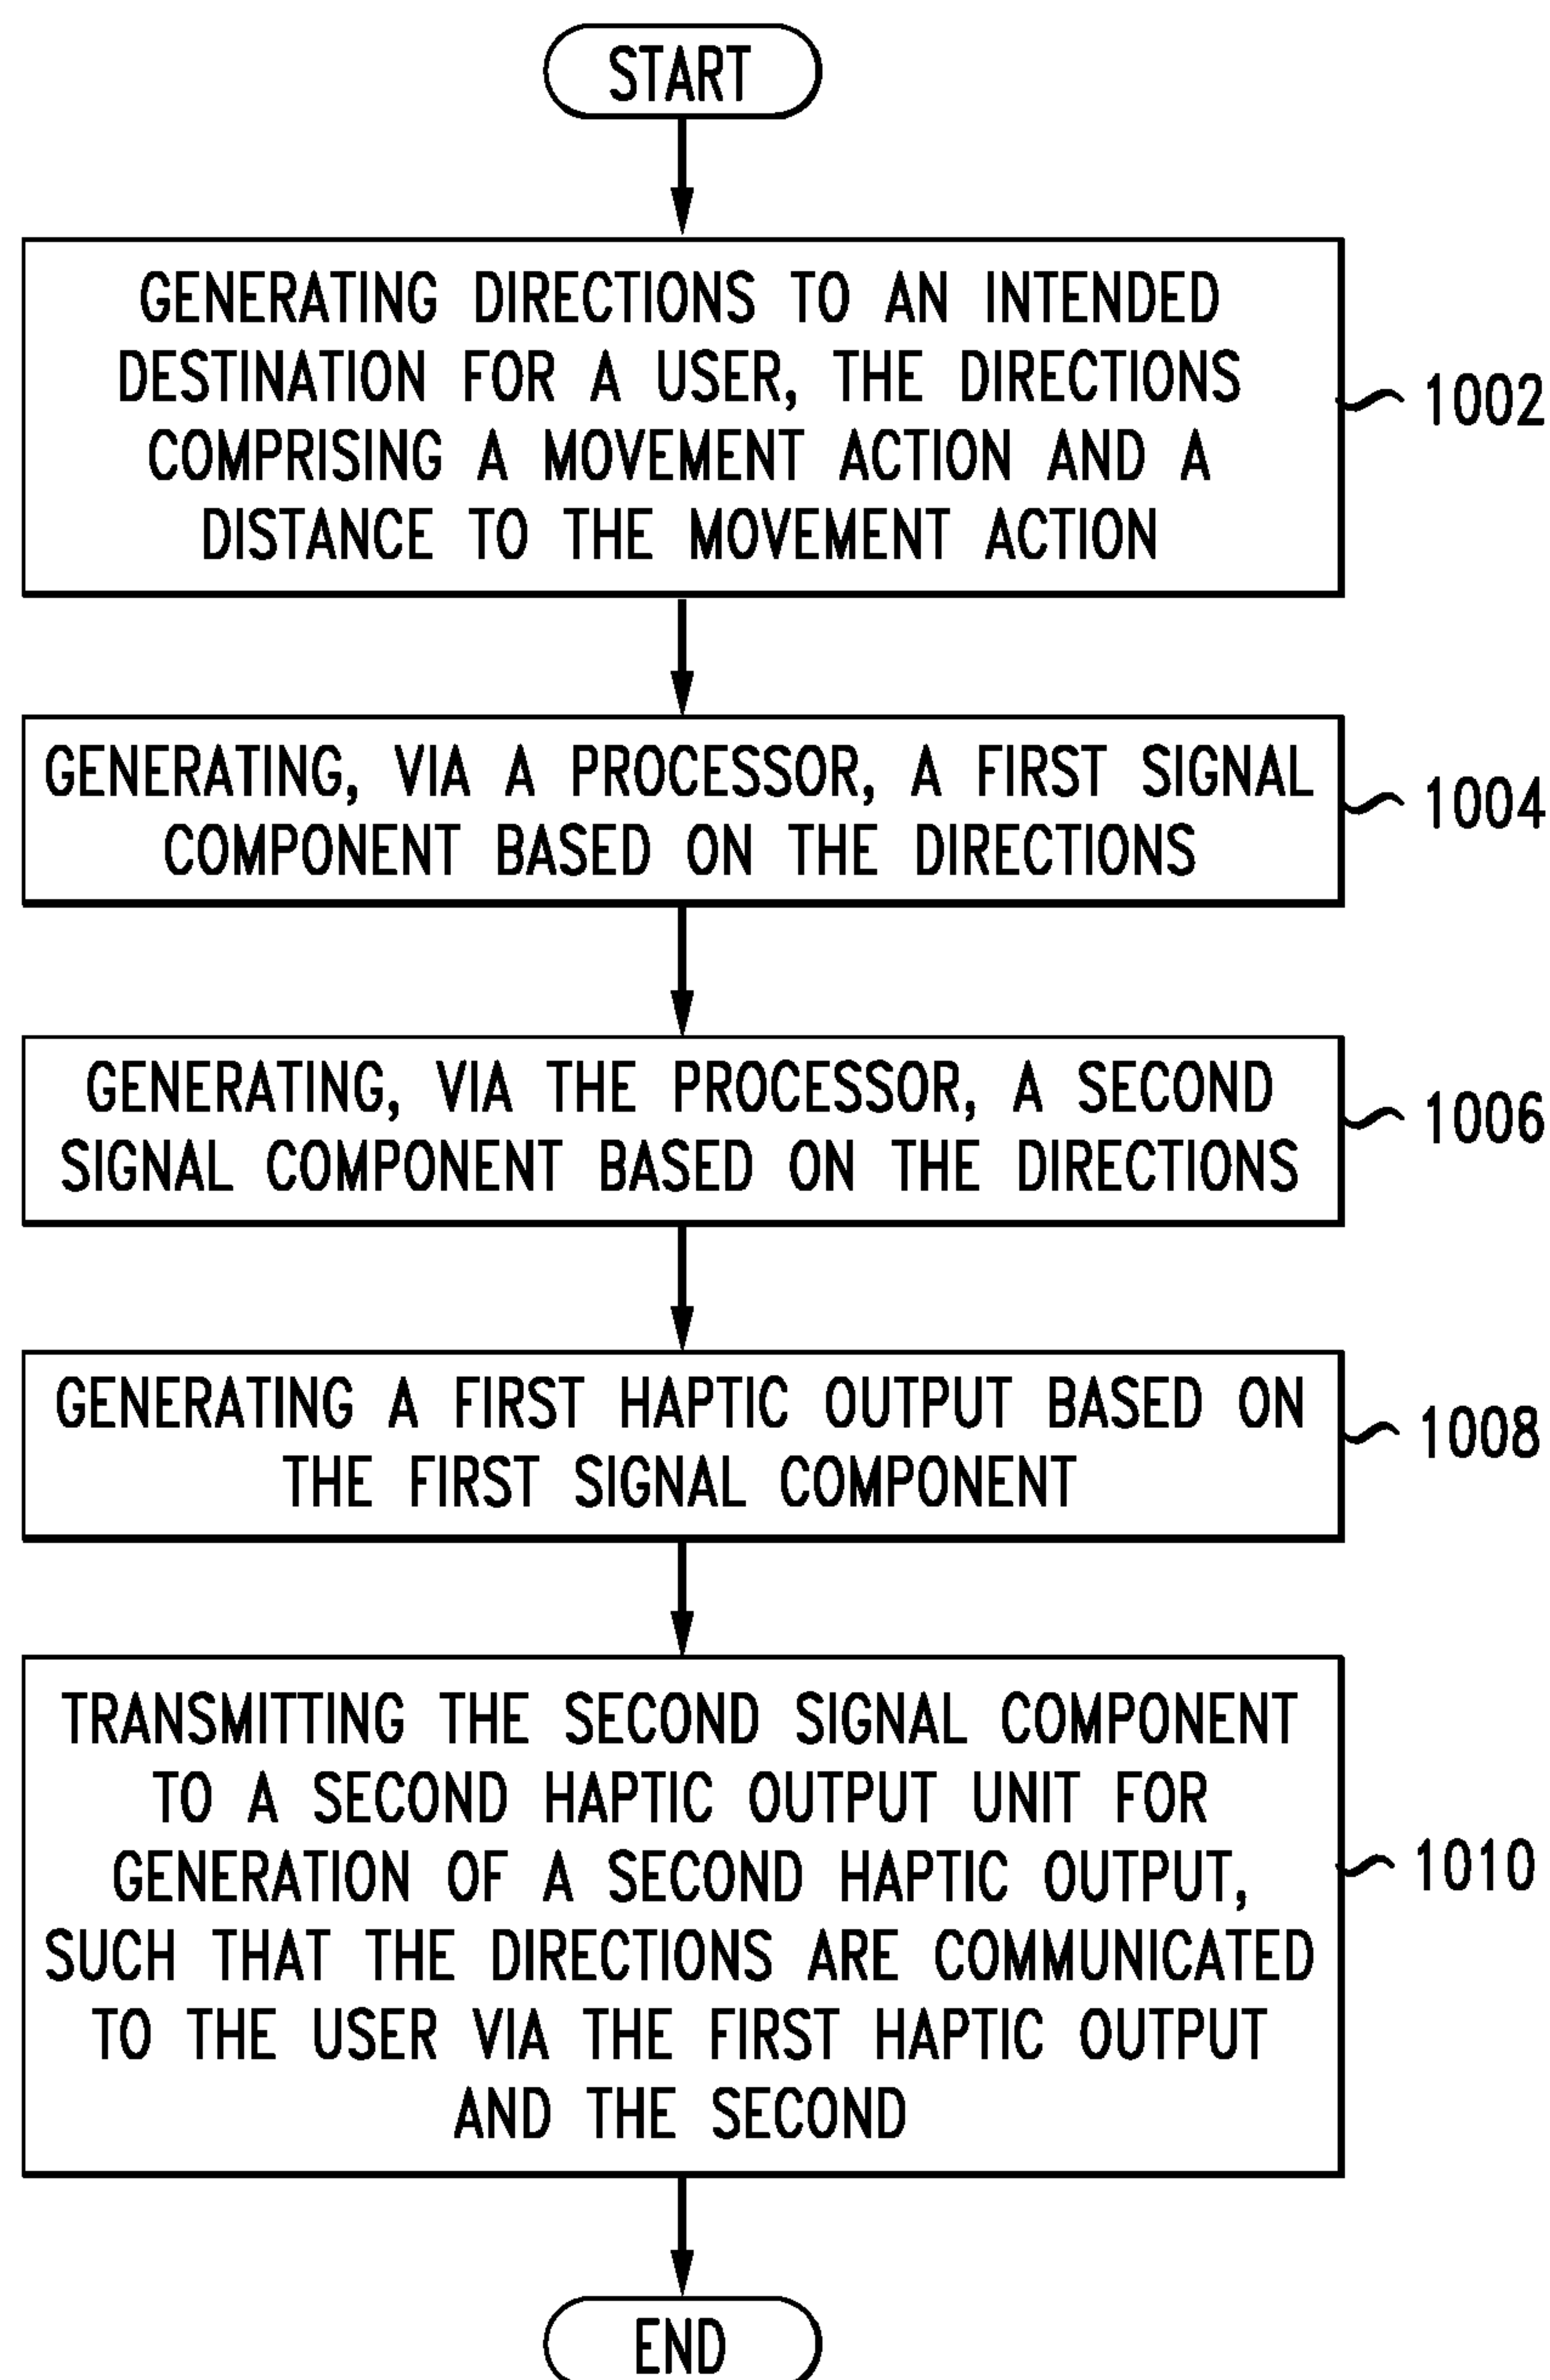 START
GENERATING DIRECTIONS TO AN INTENDED
DESTINATION FOR A USER, THE DIRECTIONS
COMPRISING A MOVEMENT ACTION AND A
DISTANCE TO THE MOVEMENT ACTION
1002
GENERATING, VIA A PROCESSOR, A FIRST SIGNAL
COMPONENT BASED ON THE DIRECTIONS
1004
GENERATING, VIA THE PROCESSOR, A SECOND
SIGNAL COMPONENT BASED ON THE DIRECTIONS
1006
GENERATING A FIRST HAPTIC OUTPUT BASED ON
THE FIRST SIGNAL COMPONENT
1008
TRANSMITTING THE SECOND SIGNAL COMPONENT
TO A SECOND HAPTIC OUTPUT UNIT FOR
GENERATION OF A SECOND HAPTIC OUTPUT,
SUCH THAT THE DIRECTIONS ARE COMMUNICATED
TO THE USER VIA THE FIRST HAPTIC OUTPUT
AND THE SECOND
1010
END